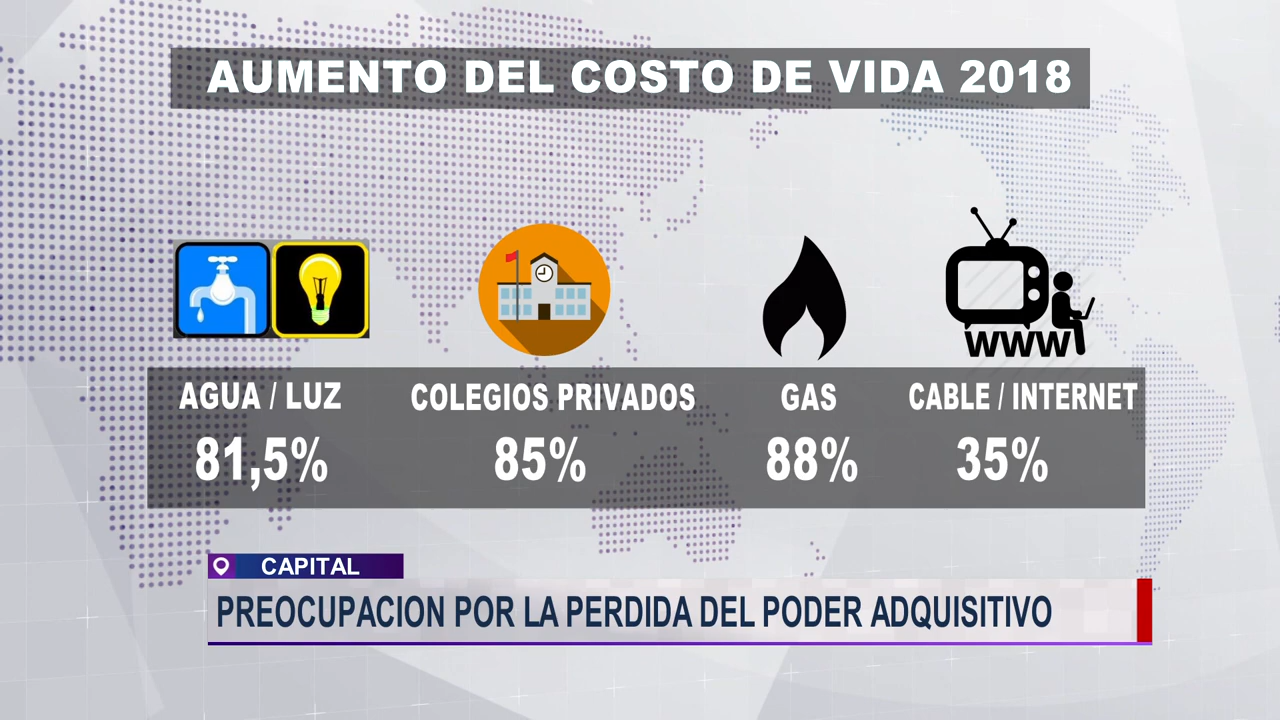 AUMENTO DEL COSTO DE VIDA 2018
WWW
AGUA / LUZ
COLEGIOS PRIVADOS
GAS
CABLE / INTERNET
81,5%
85%
88%
35%
CAPITAL
PREOCUPACION POR LA PERDIDA DEL PODER ADQUISITIVO